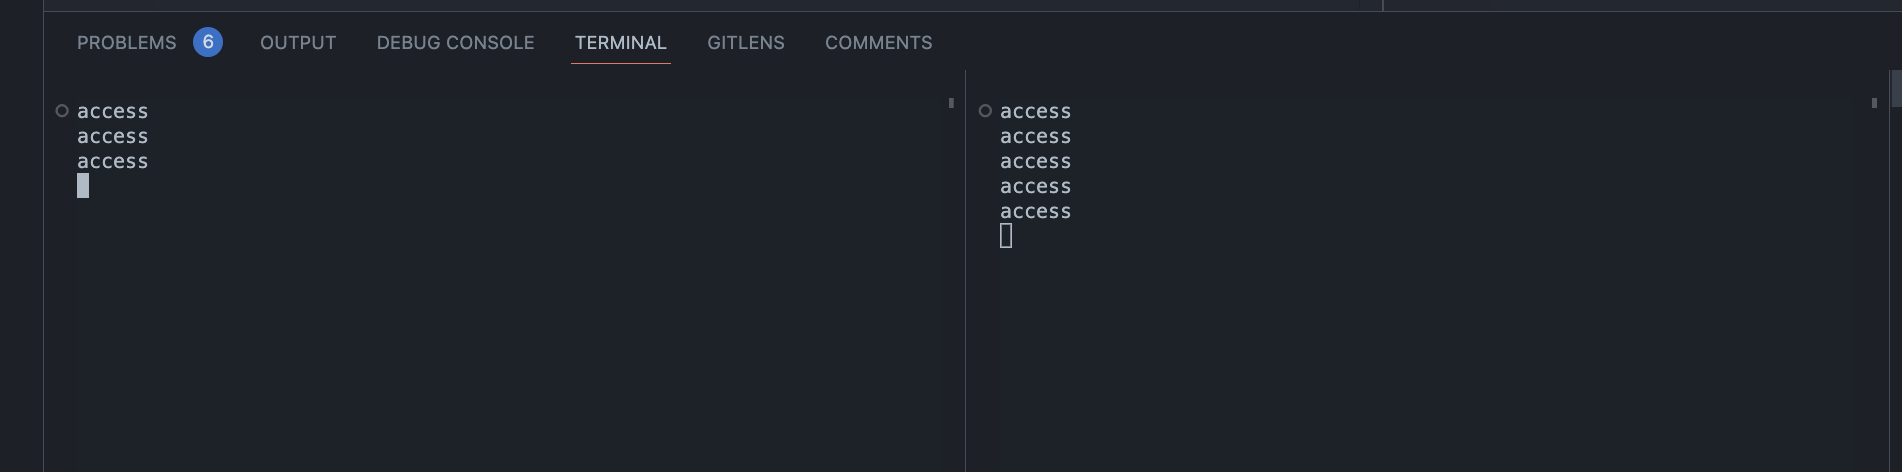 PROBLEMS 6 OUTPUT DEBUG CONSOLE TERMINAL GITLENS COMMENTS
access
access
access
access
access
access
access
access